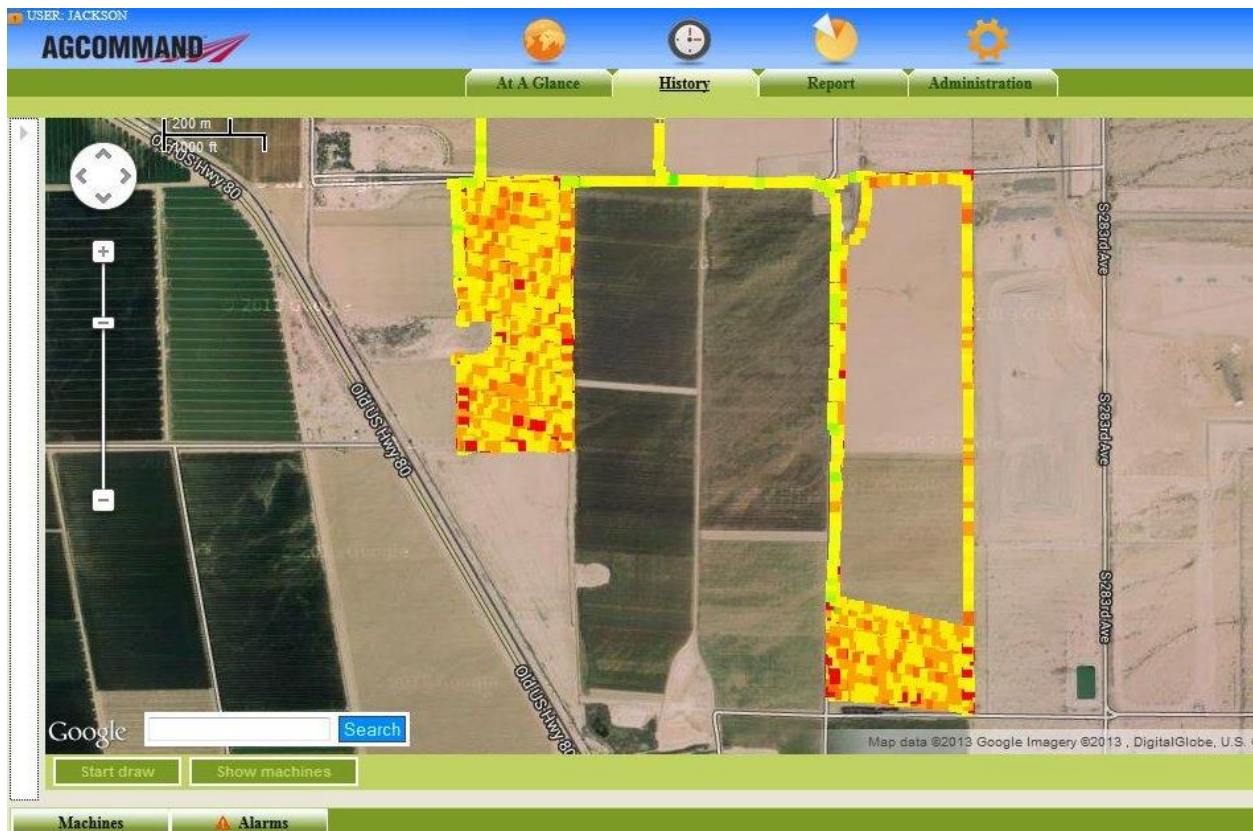 USER: JACKSON
AGCOMMAND
At A Glance
History
Report
Administration
200 m
1000 ft
Old US Hwy 80
S 283rd Ave
Old US Hwy 80
S 283rd Ave
S 283rd Ave
Old US Hwy 80
Google
Search
Map data ©2013 Google Imagery ©2013 , DigitalGlobe, U.S.
Start draw
Show machines
Machines
Alarms